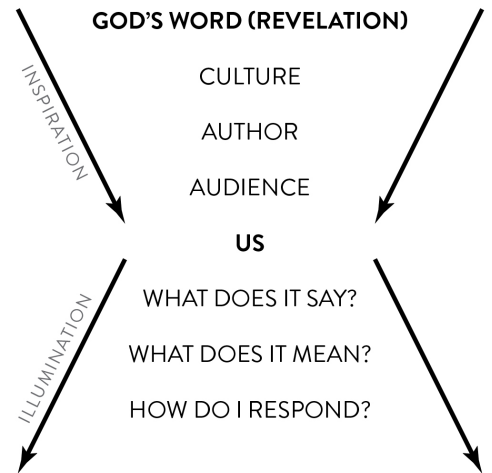 GOD'S WORD (REVELATION)
CULTURE
INSPIRATION
AUTHOR
AUDIENCE
US
WHAT DOES IT SAY?
ILLUMINATION
WHAT DOES IT MEAN?
HOW DO I RESPOND?